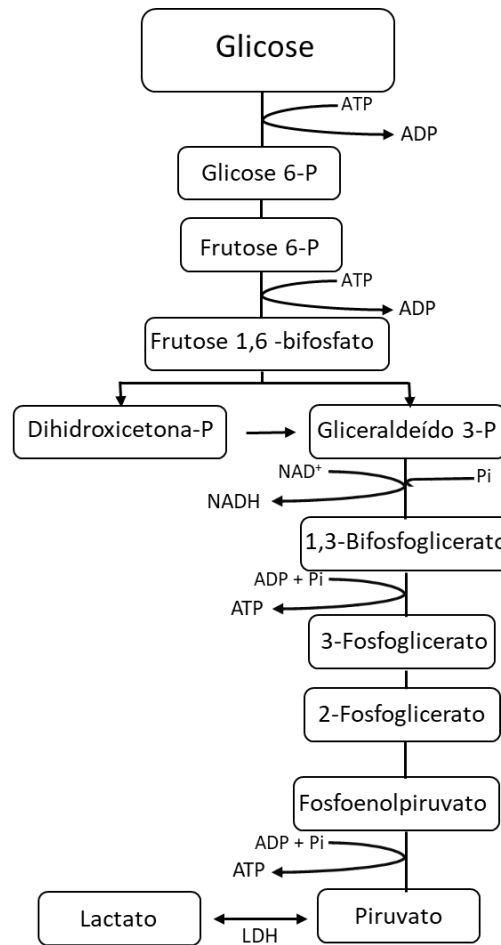 Glicose
ATP
ADP
Glicose 6-P
Frutose 6-P
ATP
ADP
Frutose 1,6 -bifosfato
Dihidroxicetona-P
Gliceraldeído 3-P
NAD⁺
Pi
NADH
1,3-Bifosfoglicerato
ADP + Pi
ATP
3-Fosfoglicerato
2-Fosfoglicerato
Fosfoenolpiruvato
ADP + Pi
ATP
Lactato
LDH
Piruvato